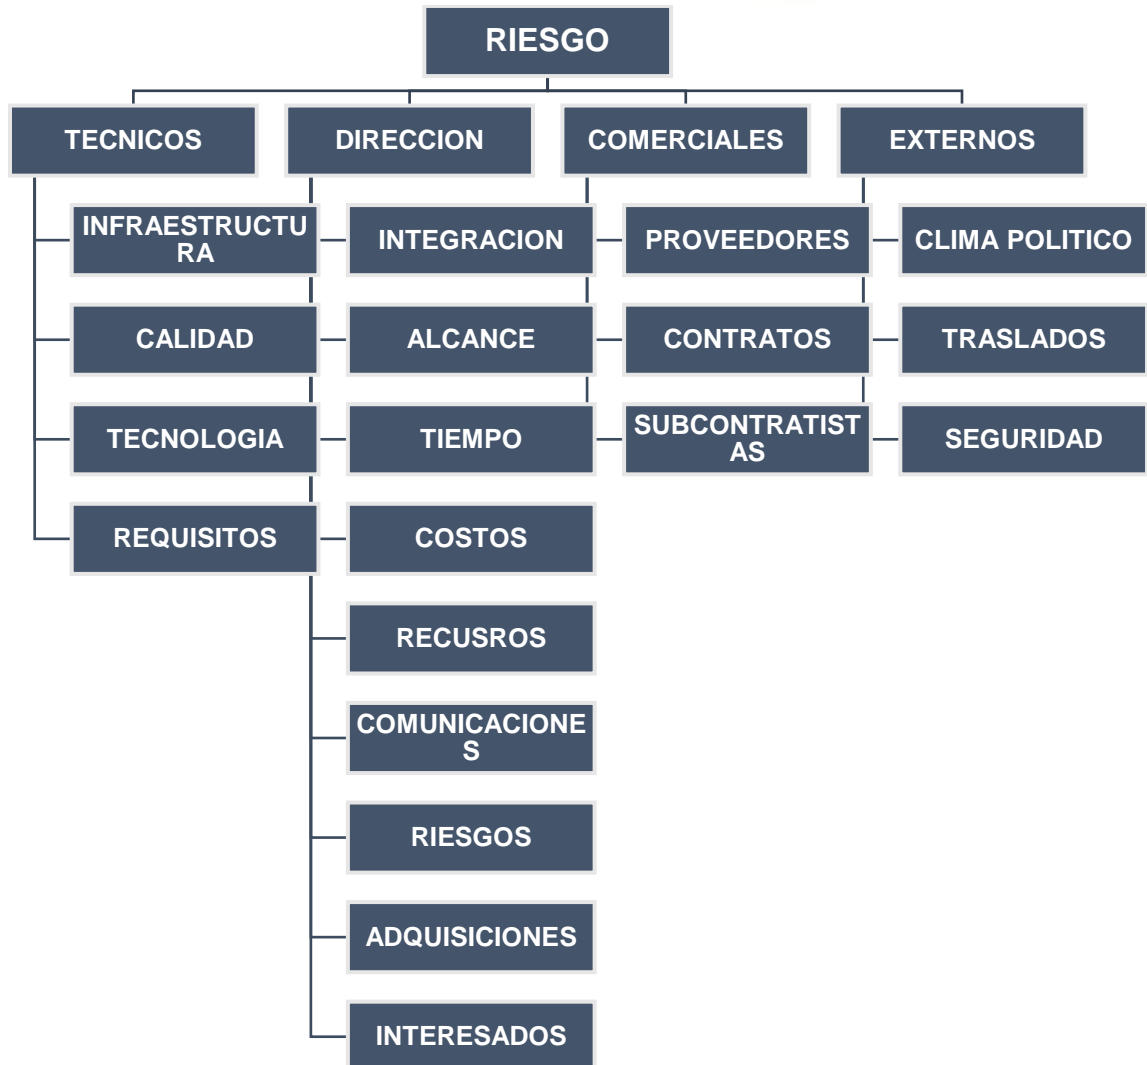 RIESGO
TECNICOS
DIRECCION
COMERCIALES
EXTERNOS
INFRAESTRUCTU
RA
INTEGRACION
PROVEEDORES
CLIMA POLITICO
CALIDAD
ALCANCE
CONTRATOS
TRASLADOS
TECNOLOGIA
TIEMPO
SUBCONTRATIST
AS
SEGURIDAD
REQUISITOS
COSTOS
RECUSROS
COMUNICACIONE
S
RIESGOS
ADQUISICIONES
INTERESADOS